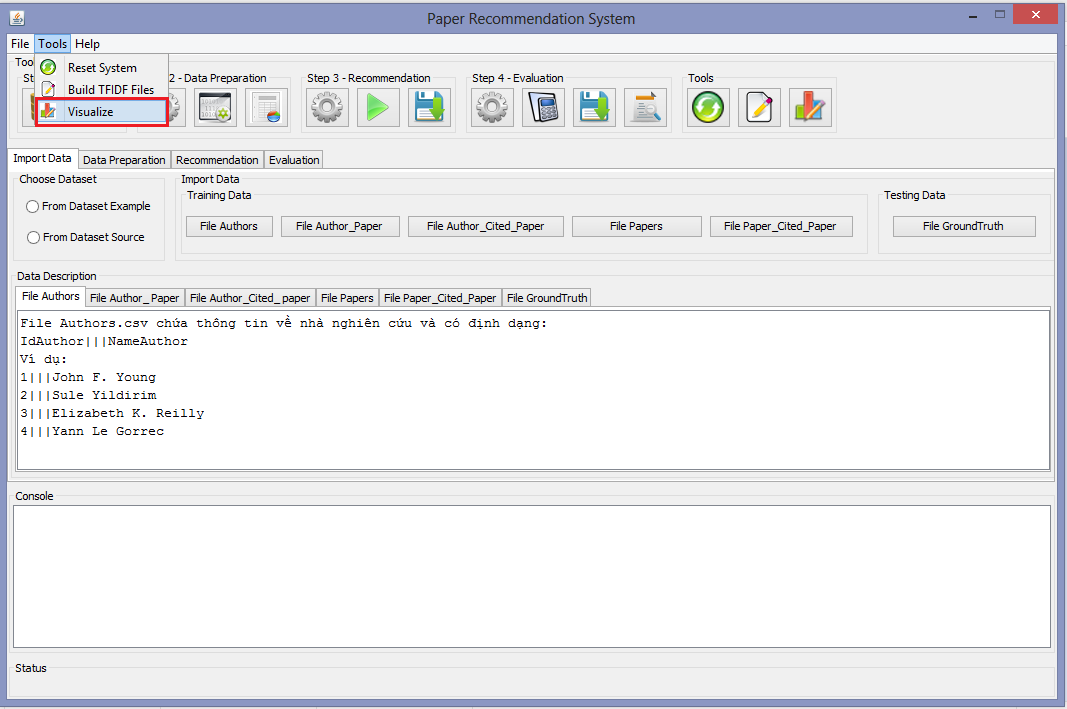 Paper Recommendation System
File Tools Help
Reset System
Build TFIDF Files
Visualize
Too
St
2 - Data Preparation
Step 3 - Recommendation
Step 4 - Evaluation
Tools
Import Data
Data Preparation
Recommendation
Evaluation
Choose Dataset
From Dataset Example
From Dataset Source
Import Data
Training Data
File Authors
File Author_Paper
File Author_Cited_Paper
File Papers
File Paper_Cited_Paper
Testing Data
File GroundTruth
Data Description
File Authors
File Author_ Paper
File Author_Cited_ paper
File Papers
File Paper_Cited_Paper
File GroundTruth
File Authors.csv chứa thông tin về nhà nghiên cứu và có định dạng:
IdAuthor|||NameAuthor
Ví dụ:
1|||John F. Young
2|||Sule Yildirim
3|||Elizabeth K. Reilly
4|||Yann Le Gorrec
Console
Status